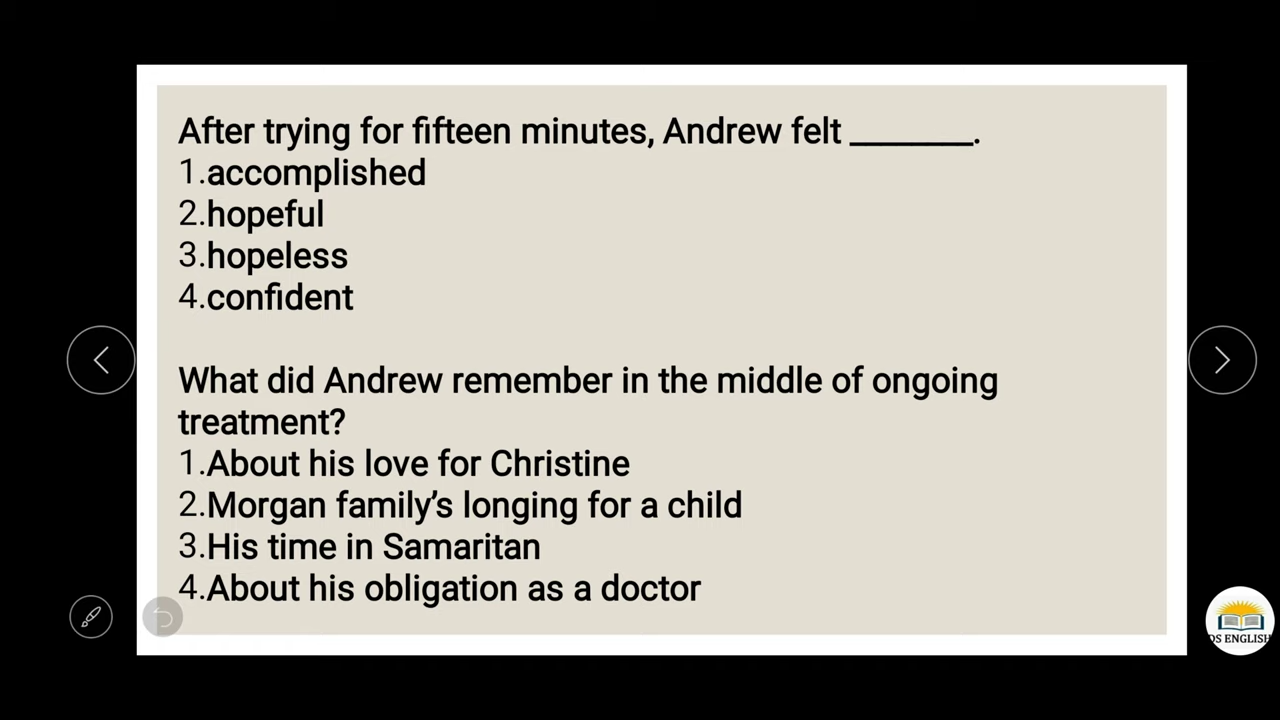 After trying for fifteen minutes, Andrew felt ________.
1.accomplished
2.hopeful
3.hopeless
4.confident
What did Andrew remember in the middle of ongoing
treatment?
1.About his love for Christine
2.Morgan family’s longing for a child
3.His time in Samaritan
4.About his obligation as a doctor
DS ENGLISH